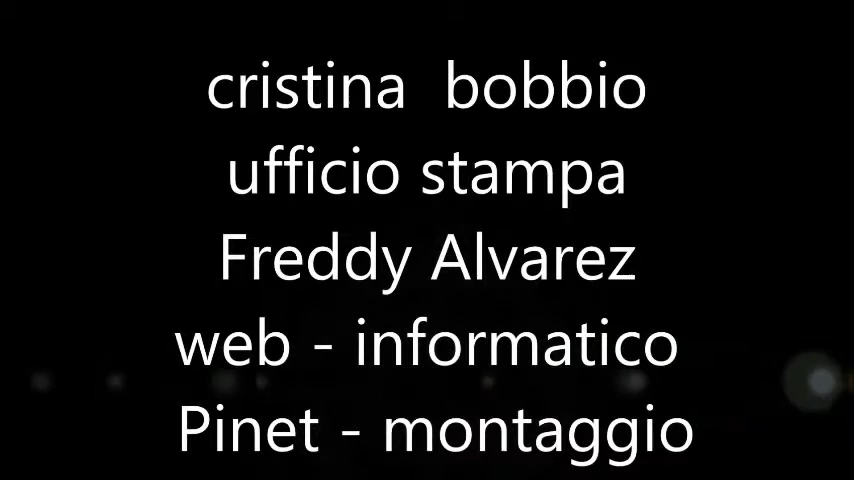 cristina  bobbio
ufficio stampa
Freddy Alvarez
web - informatico
Pinet - montaggio